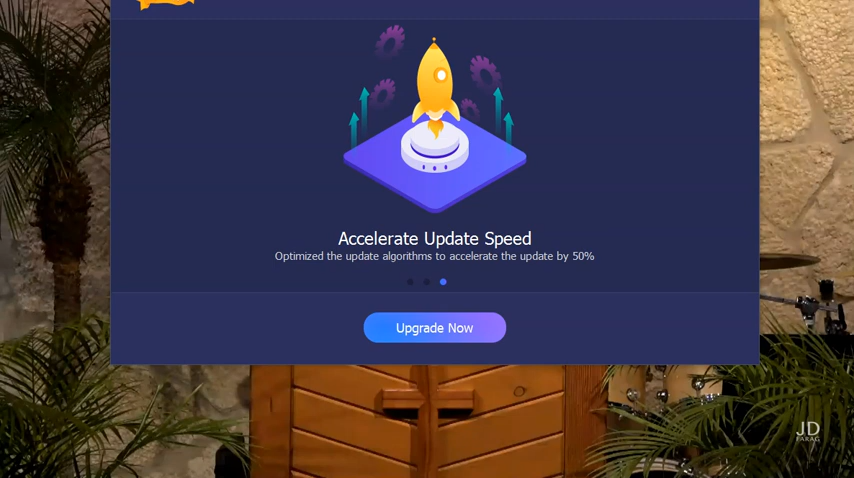 Accelerate Update Speed
Optimized the update algorithms to accelerate the update by 50%
Upgrade Now
JD
FARAG